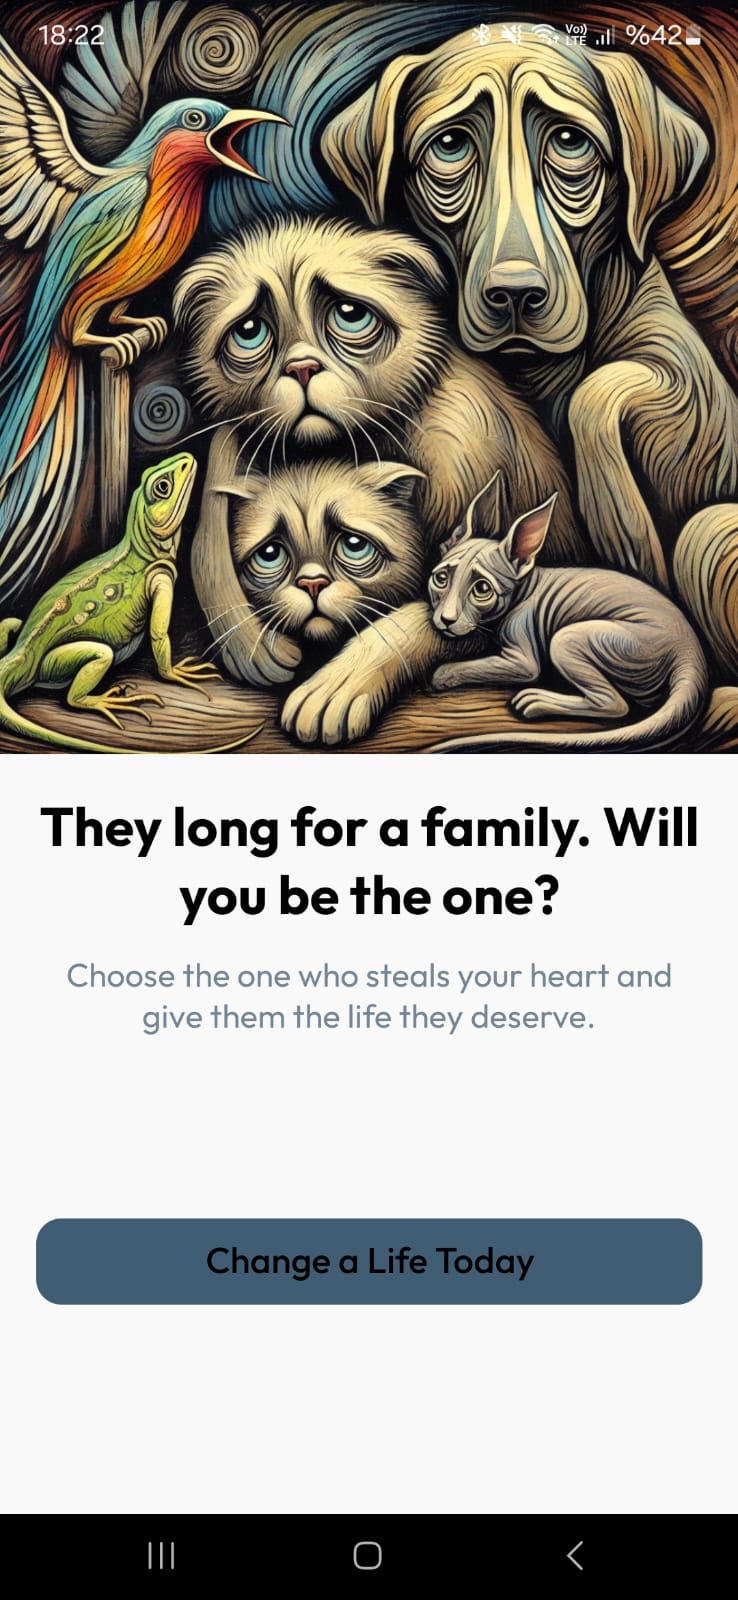 18:22 Vo)) LTE %42
They long for a family. Will
you be the one?
Choose the one who steals your heart and
give them the life they deserve.
Change a Life Today